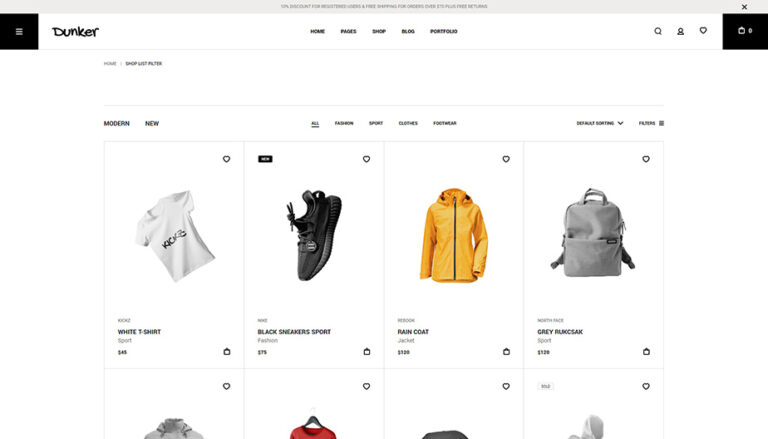 10% DISCOUNT FOR REGISTERED USERS & FREE SHIPPING FOR ORDERS OVER $75 PLUS FREE RETURNS
Dunker
HOME PAGES SHOP BLOG PORTFOLIO
0
HOME | SHOP LIST FILTER
MODERN NEW
ALL FASHION SPORT CLOTHES FOOTWEAR
DEFAULT SORTING FILTERS
NEW
KICKZ
KICKZ NIKE REEBOK NORTH FACE
WHITE T-SHIRT BLACK SNEAKERS SPORT RAIN COAT GREY RUKCSAK
Sport Fashion Jacket Sport
$45 $75 $120 $120
SOLD